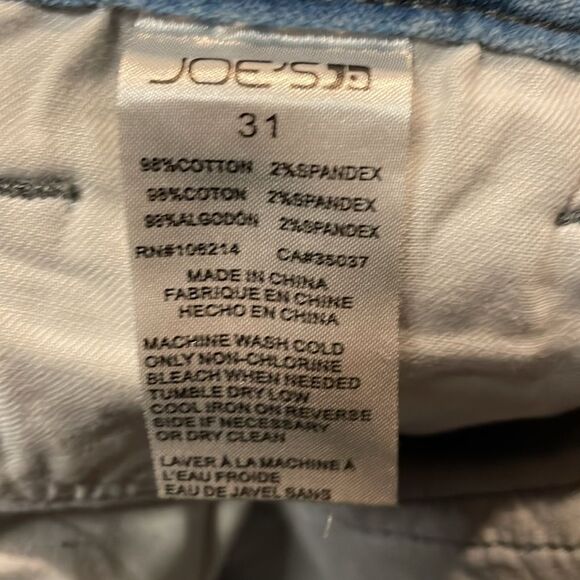 JOE'S
31
98%COTTON 2%SPANDEX
98%COTON 2%SPANDEX
98%ALGODÓN 2%SPANDEX
RN#106214 CA#35037
MADE IN CHINA
FABRIQUE EN CHINE
HECHO EN CHINA
MACHINE WASH COLD
ONLY NON-CHLORINE
BLEACH WHEN NEEDED
TUMBLE DRY LOW
COOL IRON ON REVERSE
SIDE IF NECESSARY
OR DRY CLEAN
LAVER À LA MACHINE À
L'EAU FROIDE
EAU DE JAVEL SANS